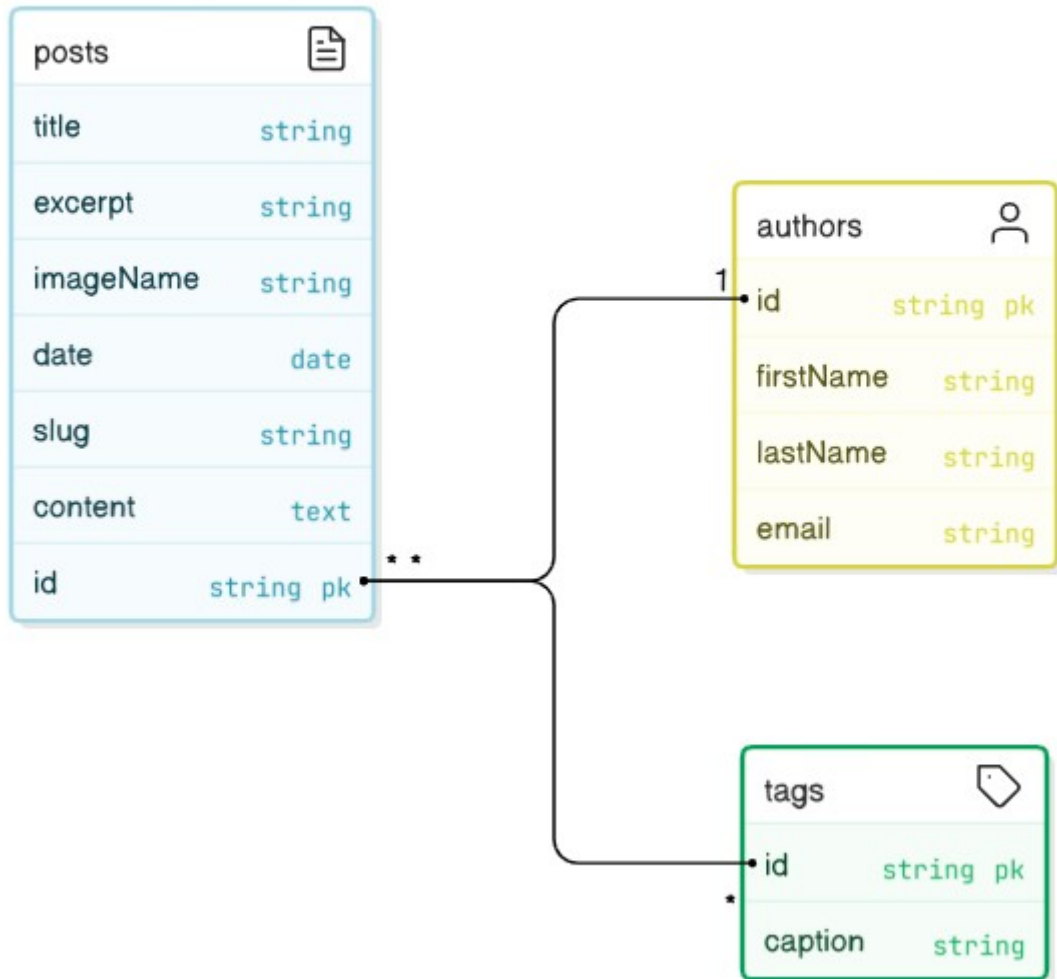 posts
title string
excerpt string
imageName string
date date
slug string
content text
* *
id string pk
authors
1
id string pk
firstName string
lastName string
email string
tags
id string pk
*
caption string